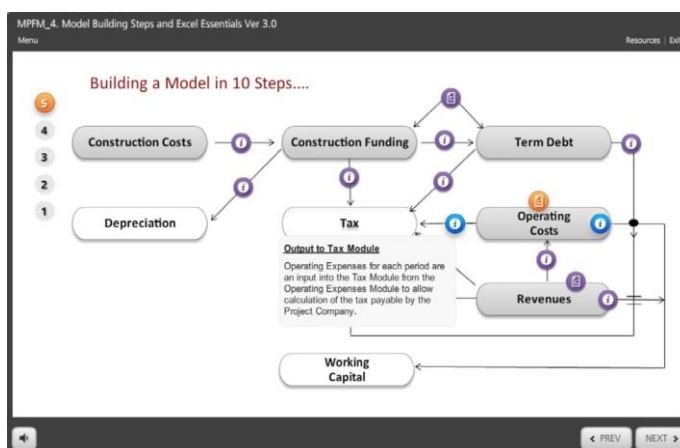 MPFM_4. Model Building Steps and Excel Essentials Ver 3.0
Menu
Resources | Exit
Building a Model in 10 Steps....
5
4
3
2
1
Construction Costs
i
Construction Funding
i
Term Debt
i
i
i
Depreciation
Tax
i
Operating
Costs
i
Output to Tax Module
Operating Expenses for each period are
an input into the Tax Module from the
Operating Expenses Module to allow
calculation of the tax payable by the
Project Company.
i
Revenues
i
Working
Capital
PREV
NEXT